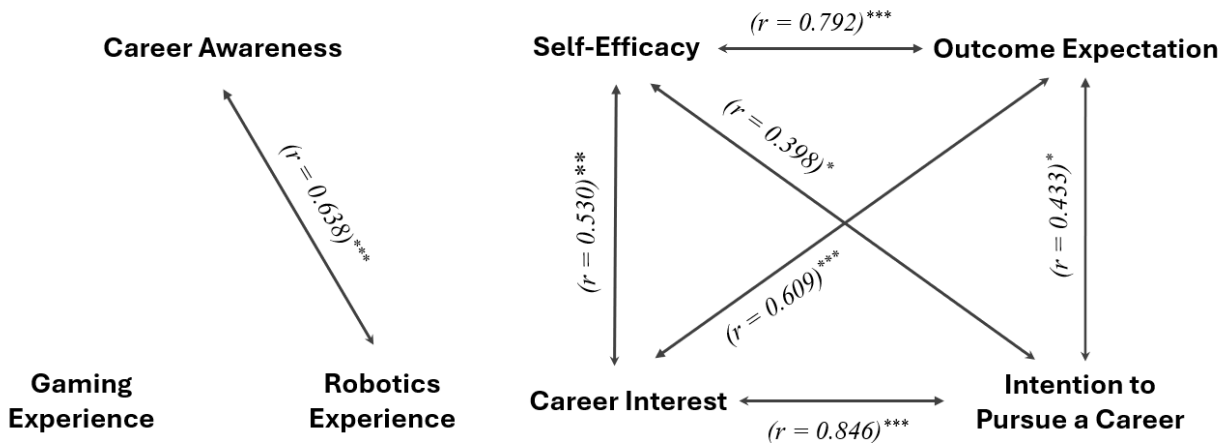 Career Awareness
(r = 0.638)***
Gaming
Experience
Robotics
Experience
Self-Efficacy
(r = 0.792)***
Outcome Expectation
(r = 0.398)*
(r = 0.530)**
(r = 0.433)*
(r = 0.609)***
Career Interest
(r = 0.846)***
Intention to
Pursue a Career